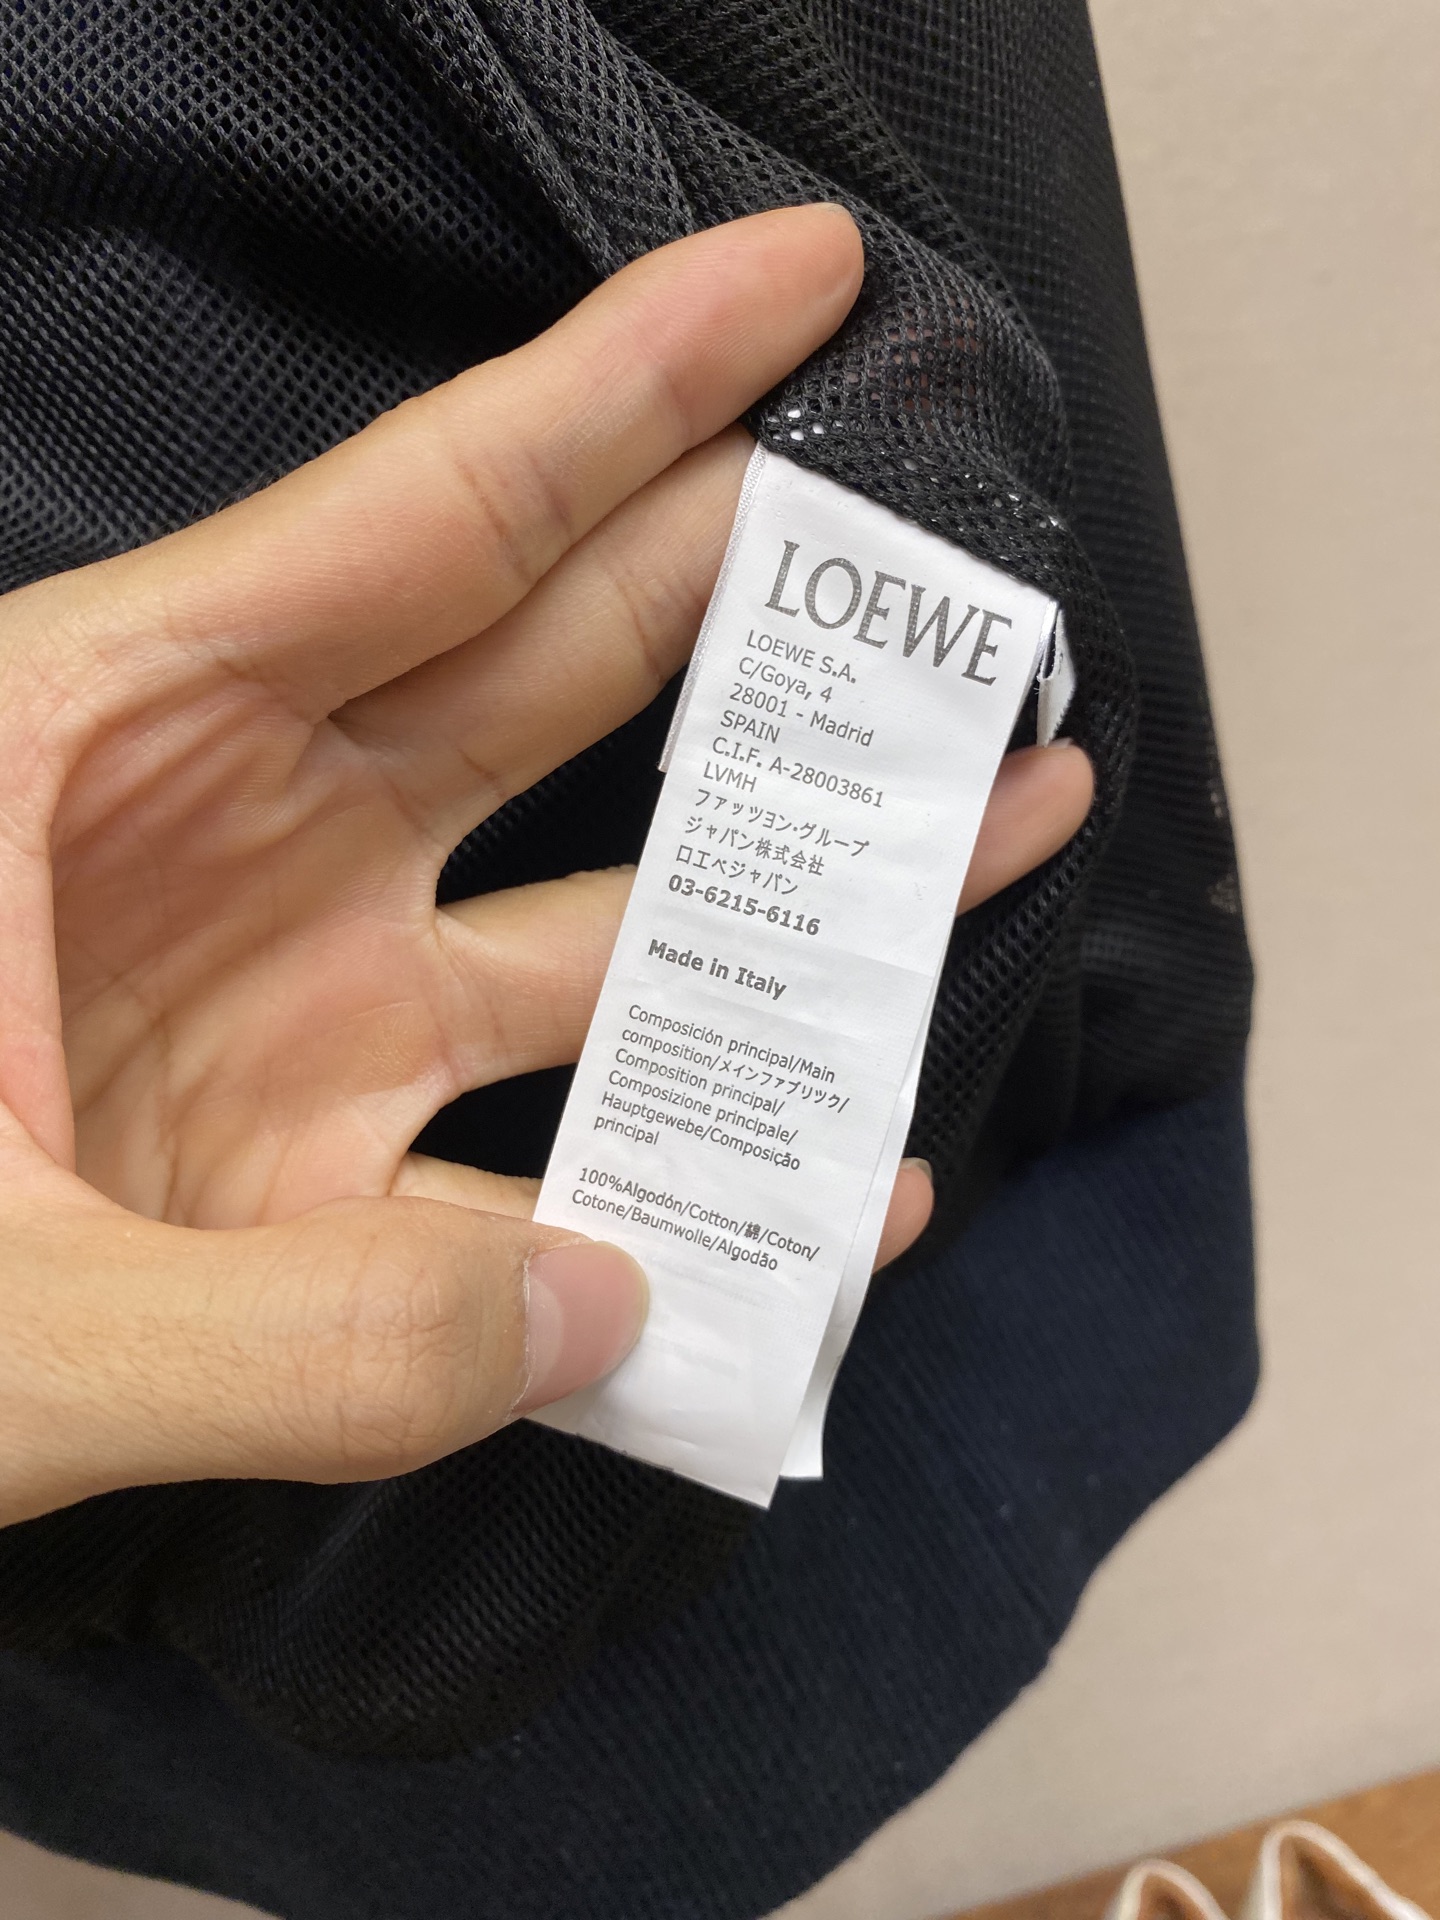 LOEWE
LOEWE S.A.
C/Goya, 4
28001 - Madrid
SPAIN
C.I.F. A-28003861
LVMH
ファッツヨン・グループ
ジャパン株式会社
ロエベジャパン
03-6215-6116
Made in Italy
Composición principal/Main
composition/メインファブリック/
Composition principal/
Composizione principale/
Hauptgewebe/Composição
principal
100%Algodón/Cotton/綿/Coton/
Cotone/Baumwolle/Algodão